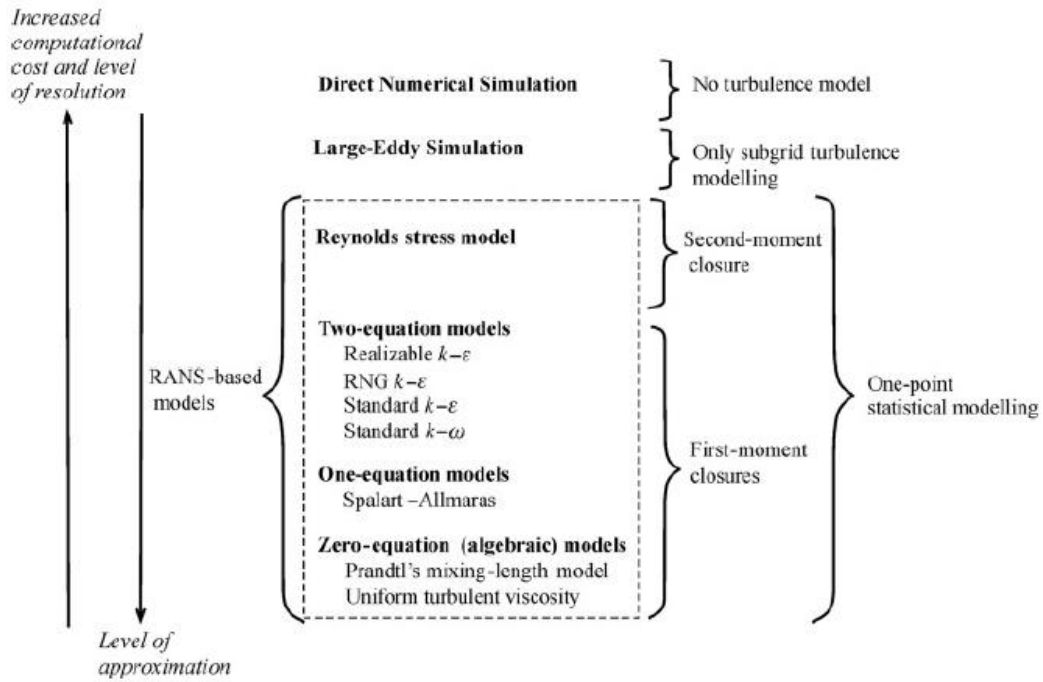 Increased
computational
cost and level
of resolution
Direct Numerical Simulation
No turbulence model
Large-Eddy Simulation
Only subgrid turbulence
modelling
Reynolds stress model
Second-moment
closure
Two-equation models
Realizable k–ε
RNG k–ε
Standard k–ε
Standard k–ω
RANS-based
models
One-point
statistical modelling
First-moment
closures
One-equation models
Spalart–Allmaras
Zero-equation (algebraic) models
Prandtl's mixing-length model
Uniform turbulent viscosity
Level of
approximation